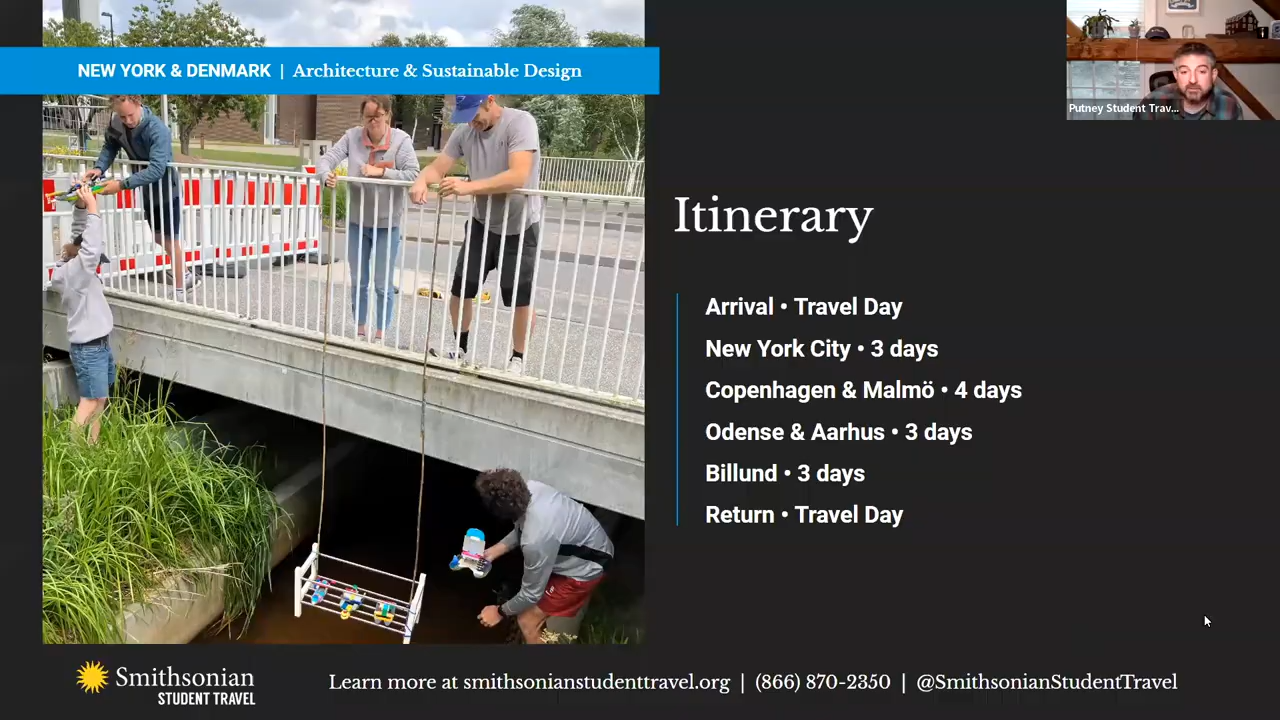 NEW YORK & DENMARK | Architecture & Sustainable Design
Putney Student Trav...
Itinerary
Arrival • Travel Day
New York City • 3 days
Copenhagen & Malmö • 4 days
Odense & Aarhus • 3 days
Billund • 3 days
Return • Travel Day
Smithsonian
STUDENT TRAVEL
Learn more at smithsonianstudenttravel.org | (866) 870-2350 | @SmithsonianStudentTravel